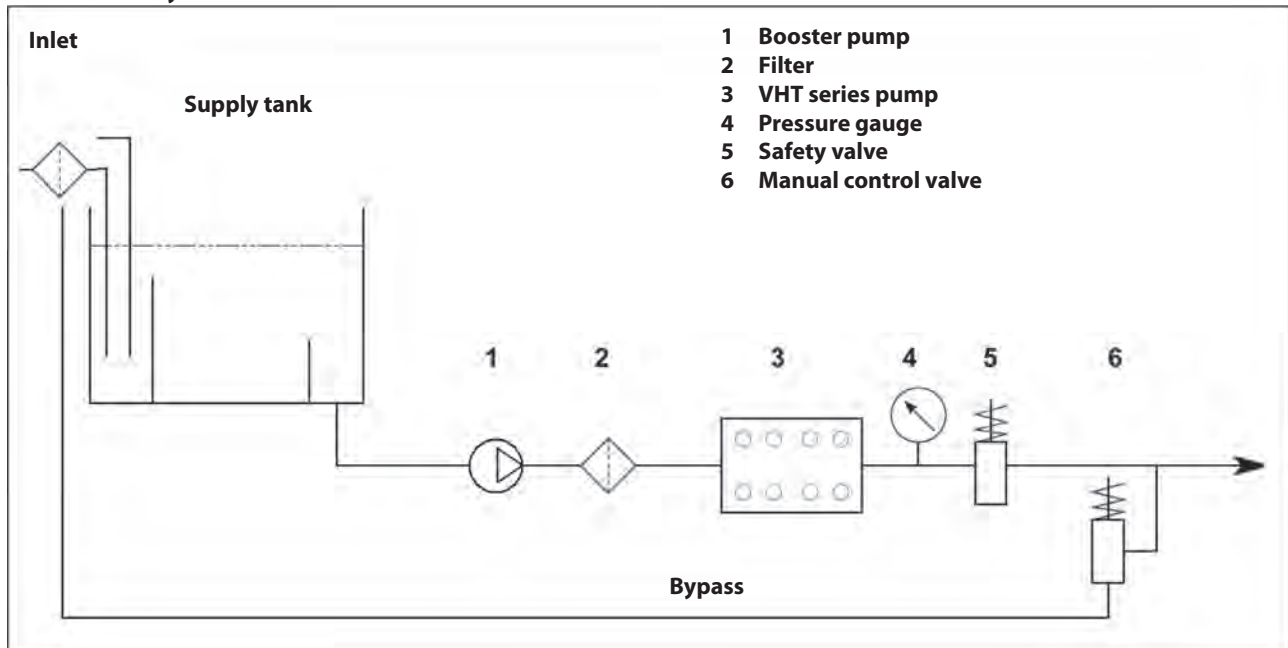 Inlet
Supply tank
1 Booster pump
2 Filter
3 VHT series pump
4 Pressure gauge
5 Safety valve
6 Manual control valve
1 2 3 4 5 6
Bypass